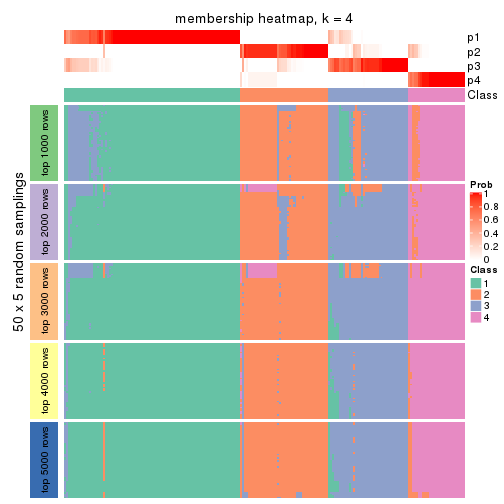 membership heatmap, k = 4
p1
p2
p3
p4
Class
50 x 5 random samplings
top 1000 rows
top 2000 rows
top 3000 rows
top 4000 rows
top 5000 rows
Prob
1
0.8
0.6
0.4
0.2
0
Class
1
2
3
4